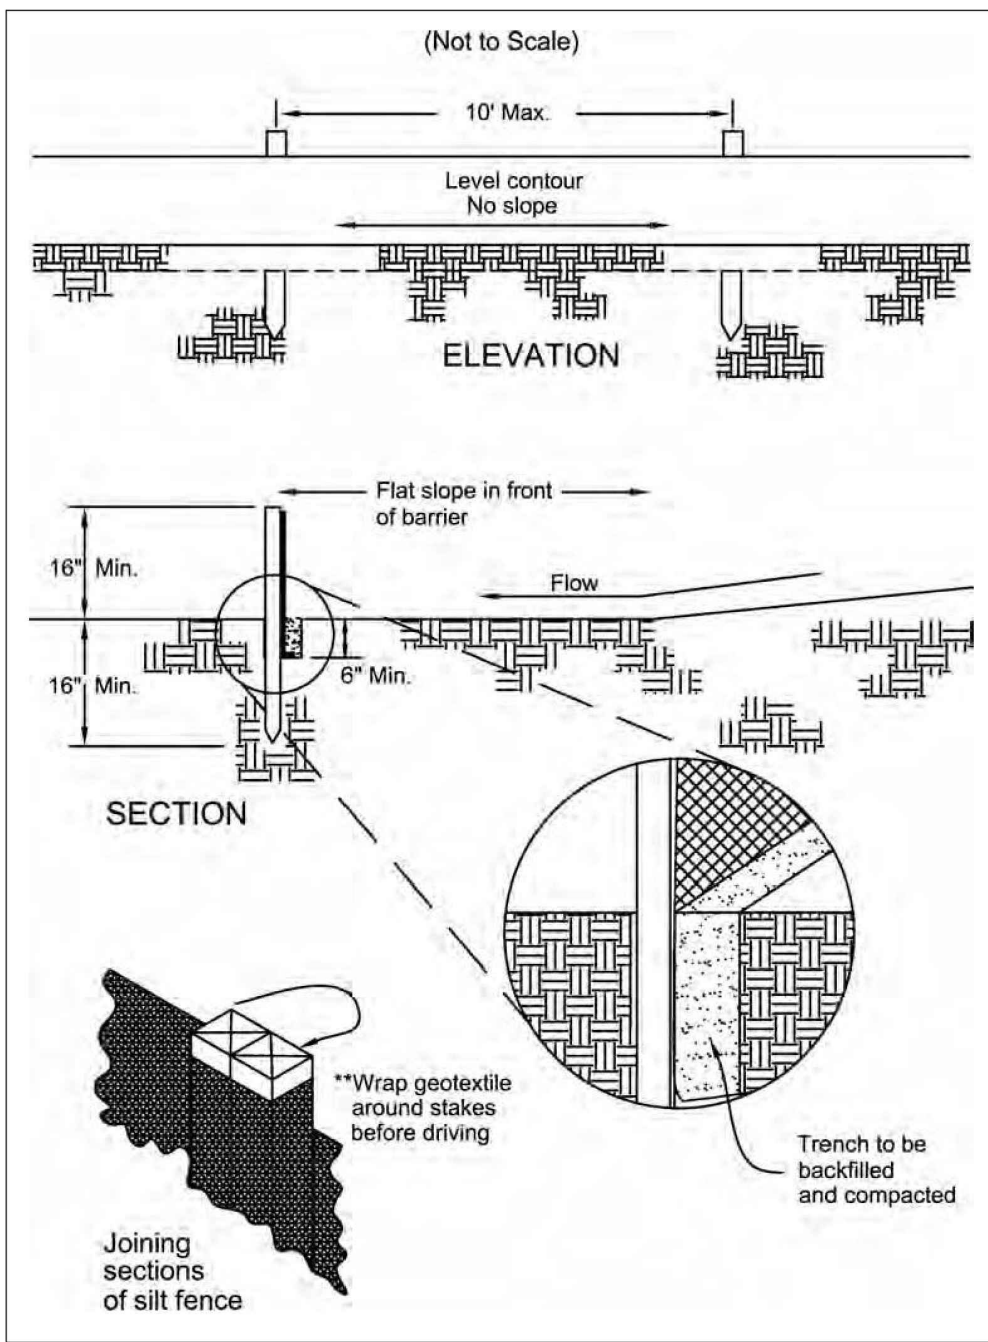 (Not to Scale)
10' Max.
Level contour
No slope
ELEVATION
Flat slope in front
of barrier
16" Min.
Flow
6" Min.
16" Min.
SECTION
**Wrap geotextile
around stakes
before driving
Trench to be
backfilled
and compacted
Joining
sections
of silt fence